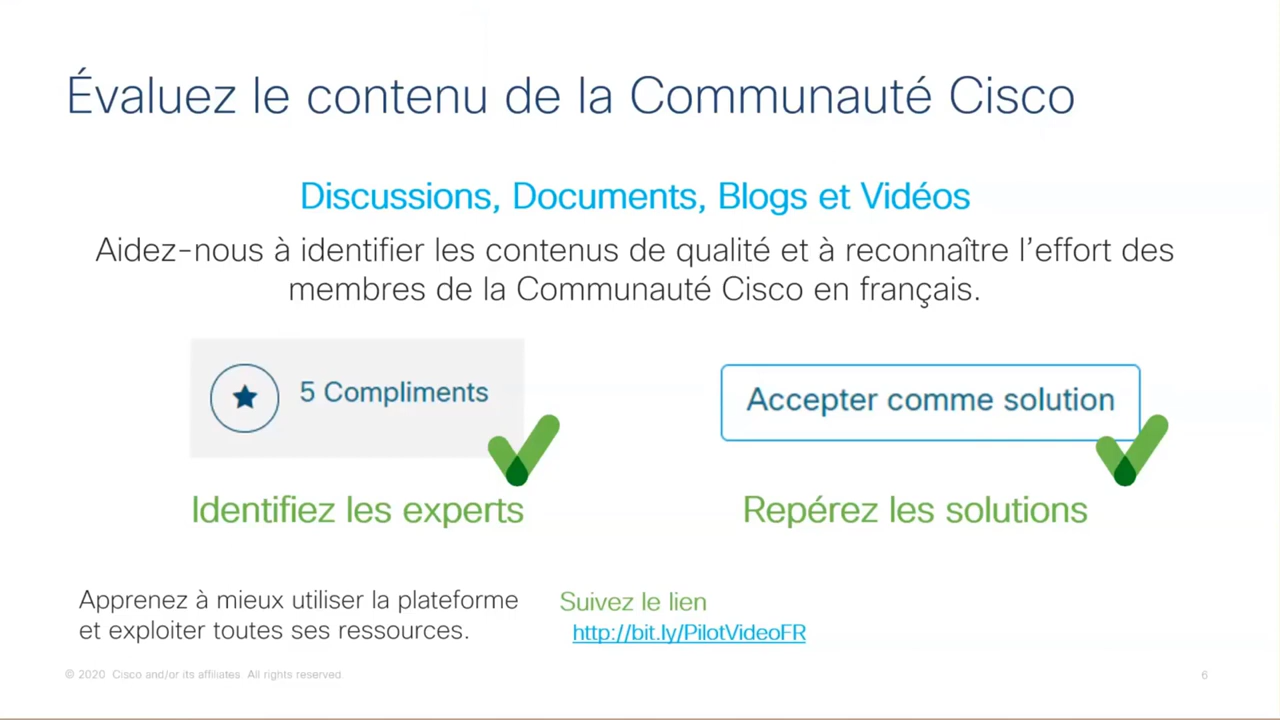 Évaluez le contenu de la Communauté Cisco
Discussions, Documents, Blogs et Vidéos
Aidez-nous à identifier les contenus de qualité et à reconnaître l’effort des
membres de la Communauté Cisco en français.
5 Compliments
Accepter comme solution
Identifiez les experts
Repérez les solutions
Apprenez à mieux utiliser la plateforme
et exploiter toutes ses ressources.
Suivez le lien
http://bit.ly/PilotVideoFR
© 2020 Cisco and/or its affiliates. All rights reserved.
6